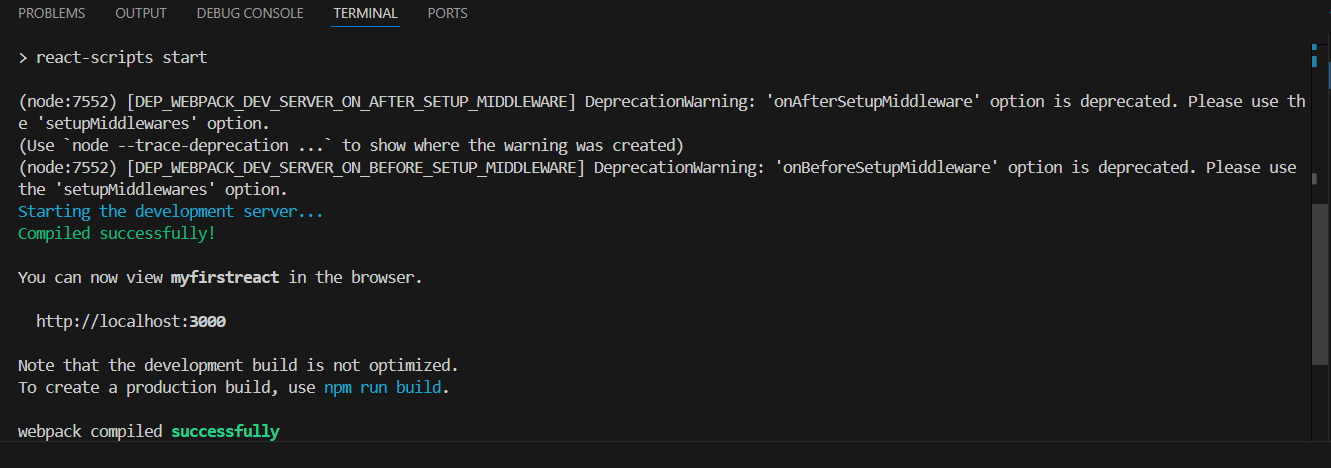 PROBLEMS OUTPUT DEBUG CONSOLE TERMINAL PORTS
> react-scripts start
(node:7552) [DEP_WEBPACK_DEV_SERVER_ON_AFTER_SETUP_MIDDLEWARE] DeprecationWarning: 'onAfterSetupMiddleware' option is deprecated. Please use th
e 'setupMiddlewares' option.
(Use `node --trace-deprecation ...` to show where the warning was created)
(node:7552) [DEP_WEBPACK_DEV_SERVER_ON_BEFORE_SETUP_MIDDLEWARE] DeprecationWarning: 'onBeforeSetupMiddleware' option is deprecated. Please use
the 'setupMiddlewares' option.
Starting the development server...
Compiled successfully!
You can now view myfirstreact in the browser.
http://localhost:3000
Note that the development build is not optimized.
To create a production build, use npm run build.
webpack compiled successfully